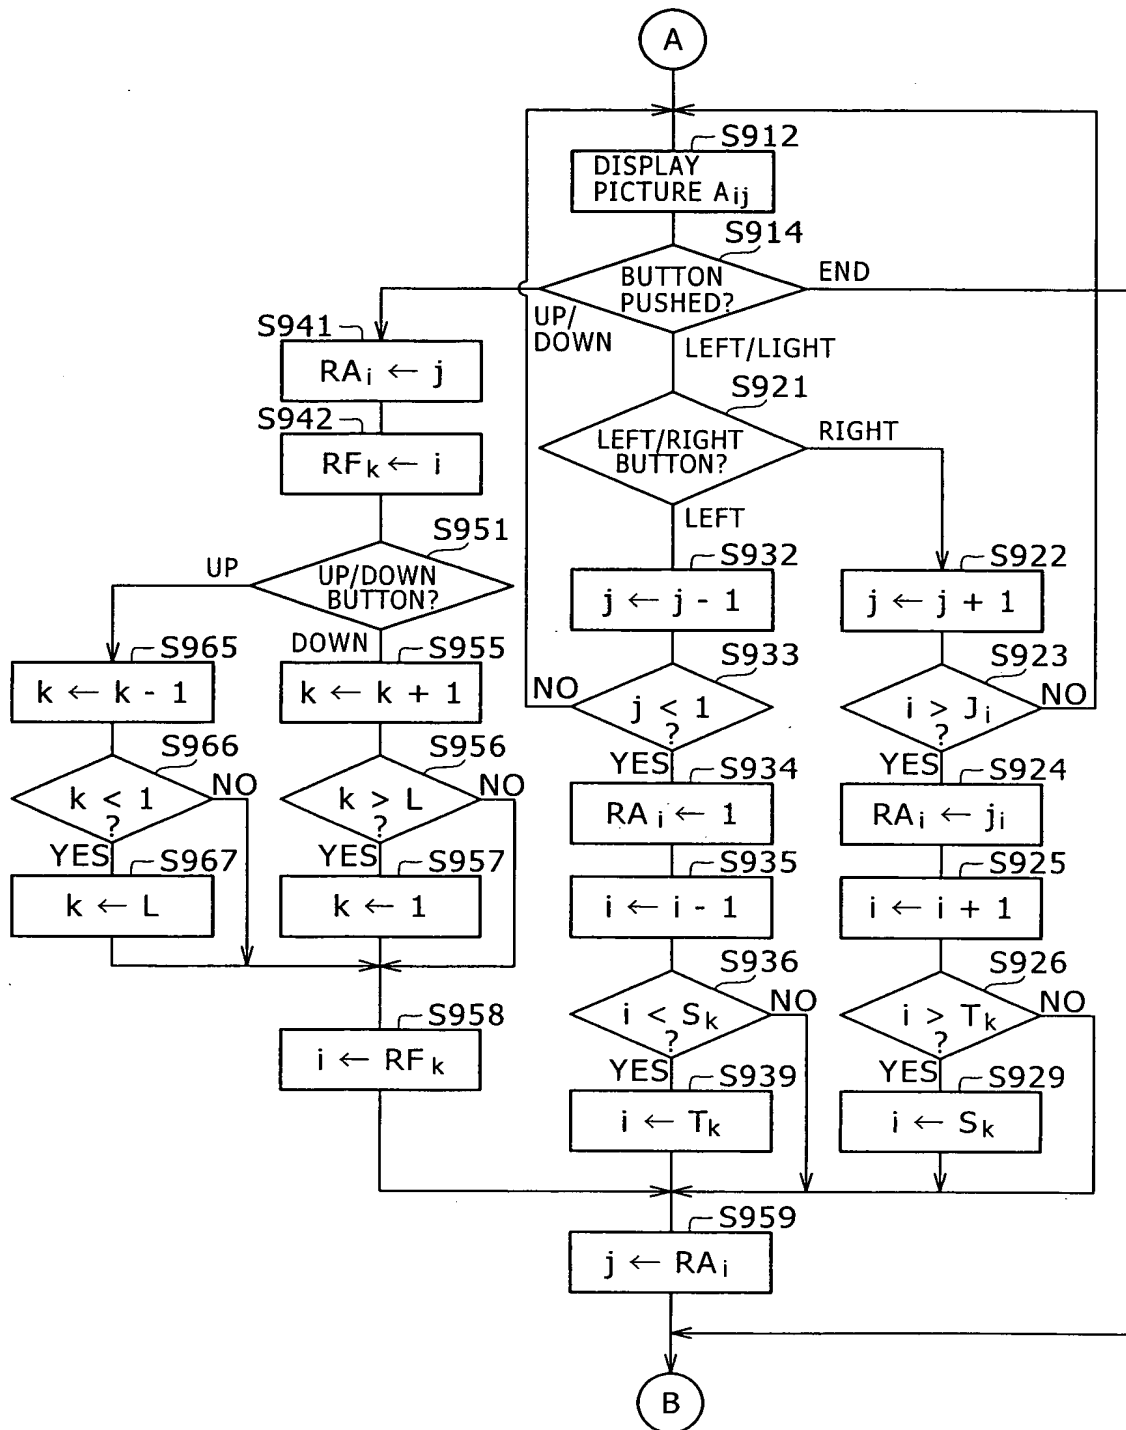 A
S912
DISPLAY
PICTURE Aij
S914
BUTTON
PUSHED?
END
UP/
DOWN
LEFT/LIGHT
S941
RAi ← j
S942
RFk ← i
S921
LEFT/RIGHT
BUTTON?
RIGHT
LEFT
S951
UP/DOWN
BUTTON?
UP
DOWN
S965
k ← k - 1
S955
k ← k + 1
S932
j ← j - 1
S922
j ← j + 1
S966
k < 1
?
NO
YES
S956
k > L
?
NO
YES
S933
j < 1
?
NO
YES
S923
i > Ji
?
NO
YES
S967
k ← L
S957
k ← 1
S934
RAi ← 1
S924
RAi ← ji
S935
i ← i - 1
S925
i ← i + 1
S936
i < Sk
?
NO
YES
S926
i > Tk
?
NO
YES
S958
i ← RFk
S939
i ← Tk
S929
i ← Sk
S959
j ← RAi
B